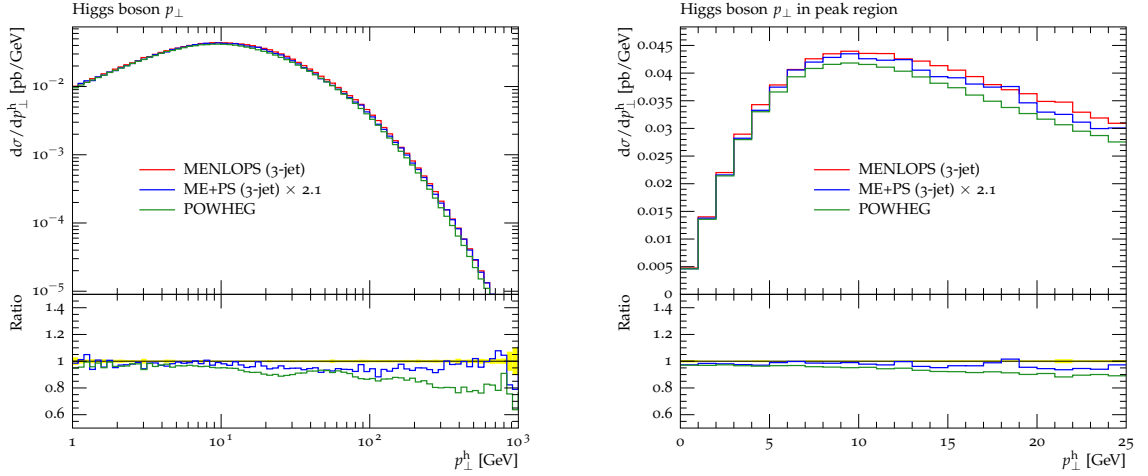 Higgs boson p⊥
dσ/dp⊥ʰ [pb/GeV]
10⁻²
10⁻³
10⁻⁴
10⁻⁵
MENLOPS (3-jet)
ME+PS (3-jet) × 2.1
POWHEG
Ratio
1.4
1.2
1
0.8
0.6
1
10¹
10²
10³
p⊥ʰ [GeV]
Higgs boson p⊥ in peak region
dσ/dp⊥ʰ [pb/GeV]
0.045
0.04
0.035
0.03
0.025
0.02
0.015
0.01
0.005
0
MENLOPS (3-jet)
ME+PS (3-jet) × 2.1
POWHEG
Ratio
1.4
1.2
1
0.8
0.6
0
5
10
15
20
25
p⊥ʰ [GeV]